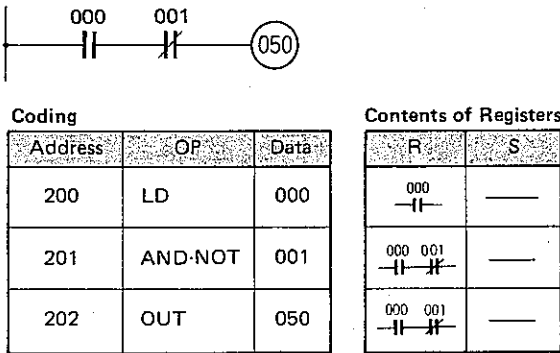 000 001
050
Coding
Address OP Data
200 LD 000
201 AND·NOT 001
202 OUT 050
Contents of Registers
R S
000
000 001
000 001